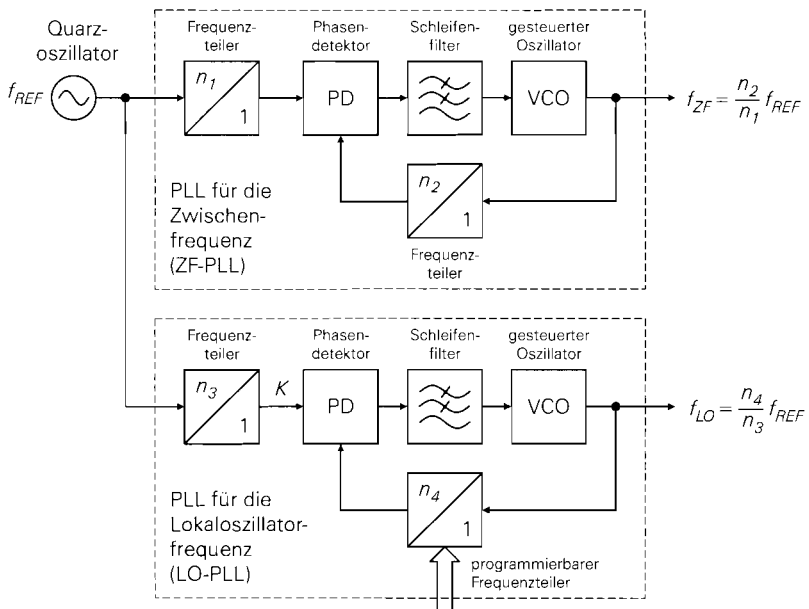 Quarz-
oszillator
f_REF
Frequenz-
teiler
n_1
1
Phasen-
detektor
PD
Schleifen-
filter
gesteuerter
Oszillator
VCO
f_ZF = n_2/n_1 f_REF
n_2
1
Frequenz-
teiler
PLL für die
Zwischen-
frequenz
(ZF-PLL)
Frequenz-
teiler
n_3
1
K
Phasen-
detektor
PD
Schleifen-
filter
gesteuerter
Oszillator
VCO
f_LO = n_4/n_3 f_REF
n_4
1
PLL für die
Lokaloszillator-
frequenz
(LO-PLL)
programmierbarer
Frequenzteiler